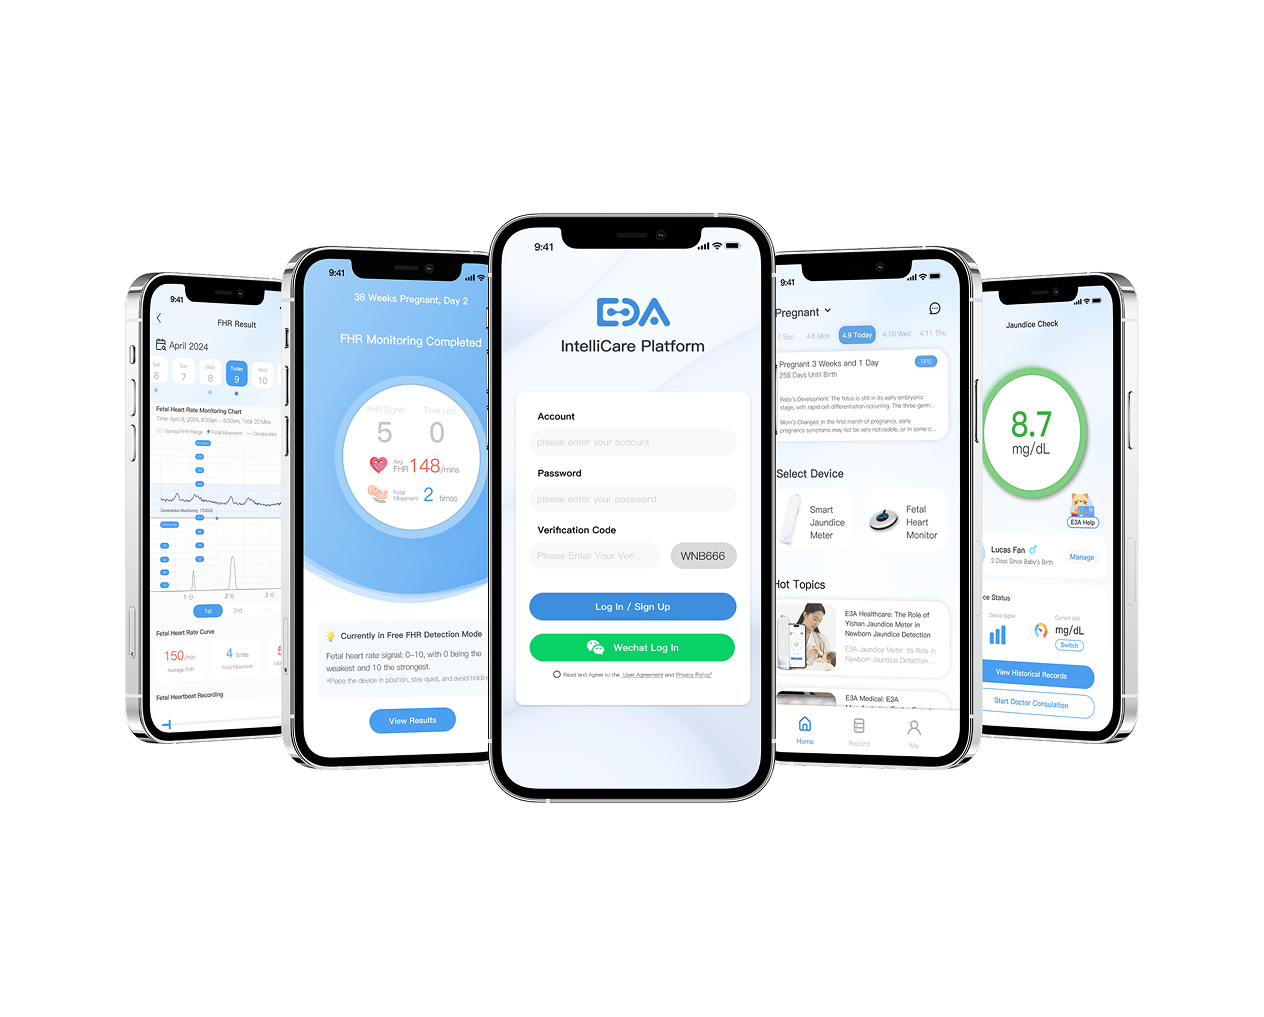 9:41
FHR Result
April 2024
Sat
Sun
Mon
Today
Wed
6
7
8
9
10
Fetal Heart Rate Monitoring Chart
Time: April 9, 2024, 8:30am – 8:50am, Total 20 Mins
Normal FHR Range
Fetal Movement
Deceleration
Contraction Monitoring (TOCO)
1 分
2 分
3 分
1st
2nd
Fetal Heart Rate Curve
150/min
4 times
Average FHR
Fetal Movement
Fetal Heartbeat Recording
9:41
38 Weeks Pregnant, Day 2
FHR Monitoring Completed
FHR Signal
Time Left
5
0
Avg. FHR 148/mins
Fetal Movement 2 times
Currently in Free FHR Detection Mode
Fetal heart rate signal: 0–10, with 0 being the
weakest and 10 the strongest.
*Place the device in position, stay quiet, and avoid holdin
View Results
9:41
E3A
IntelliCare Platform
Account
please enter your account
Password
please enter your password
Verification Code
Please Enter Your Veri...
WNB666
Log In / Sign Up
Wechat Log In
Read and Agree to the User Agreement and Privacy Policy"
9:41
Pregnant
7 Sun
4.8 Mon
4.9 Today
4.10 Wed
4.11 Thu
Pregnant 3 Weeks and 1 Day
TIPS
258 Days Until Birth
Baby's Development: The fetus is still in its early embryonic
stage, with rapid cell differentiation occurring. The three germ...
Mom's Changes: In the first month of pregnancy, early
pregnancy symptoms may not be very noticeable, or in some c...
Select Device
Smart
Jaundice
Meter
Fetal
Heart
Monitor
Hot Topics
E3A Healthcare: The Role of
Yishan Jaundice Meter in
Newborn Jaundice Detection
E3A Jaundice Meter: Its Role in
Newborn Jaundice Detection...
E3A Medical: E3A
Home
Record
Me
9:41
Jaundice Check
8.7
mg/dL
E3A Help
Lucas Fan
2 Days Since Baby's Birth
Manage
ce Status
Device Signal
Current Unit
mg/dL
Switch
View Historical Records
Start Doctor Consulation